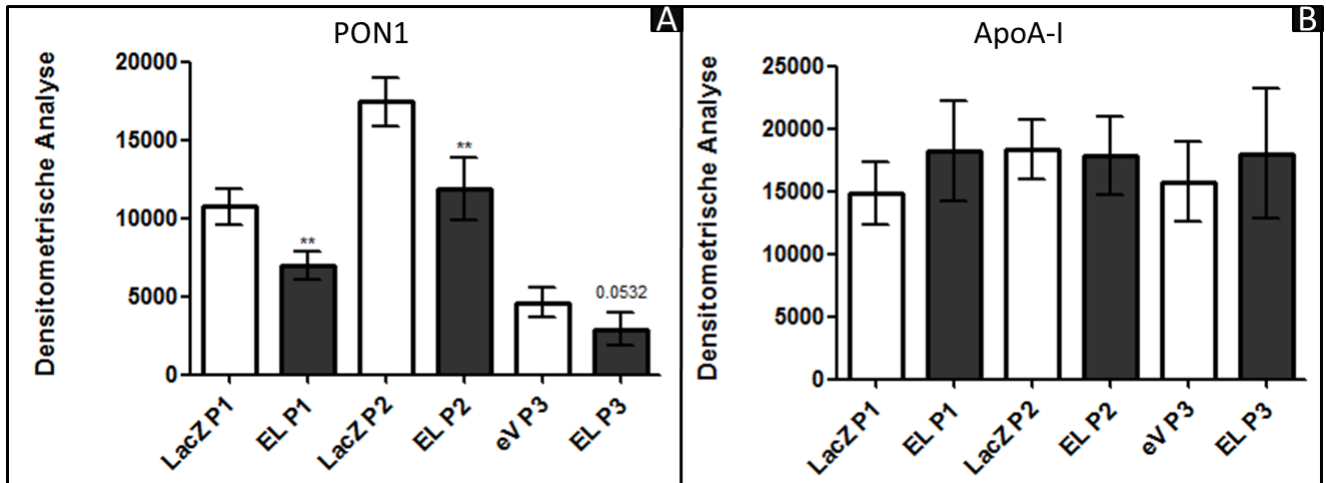 PON1
A
Densitometrische Analyse
20000
15000
10000
5000
0
**
**
0.0532
LacZ P1
EL P1
LacZ P2
EL P2
eV P3
EL P3
ApoA-I
B
Densitometrische Analyse
25000
20000
15000
10000
5000
0
LacZ P1
EL P1
LacZ P2
EL P2
eV P3
EL P3